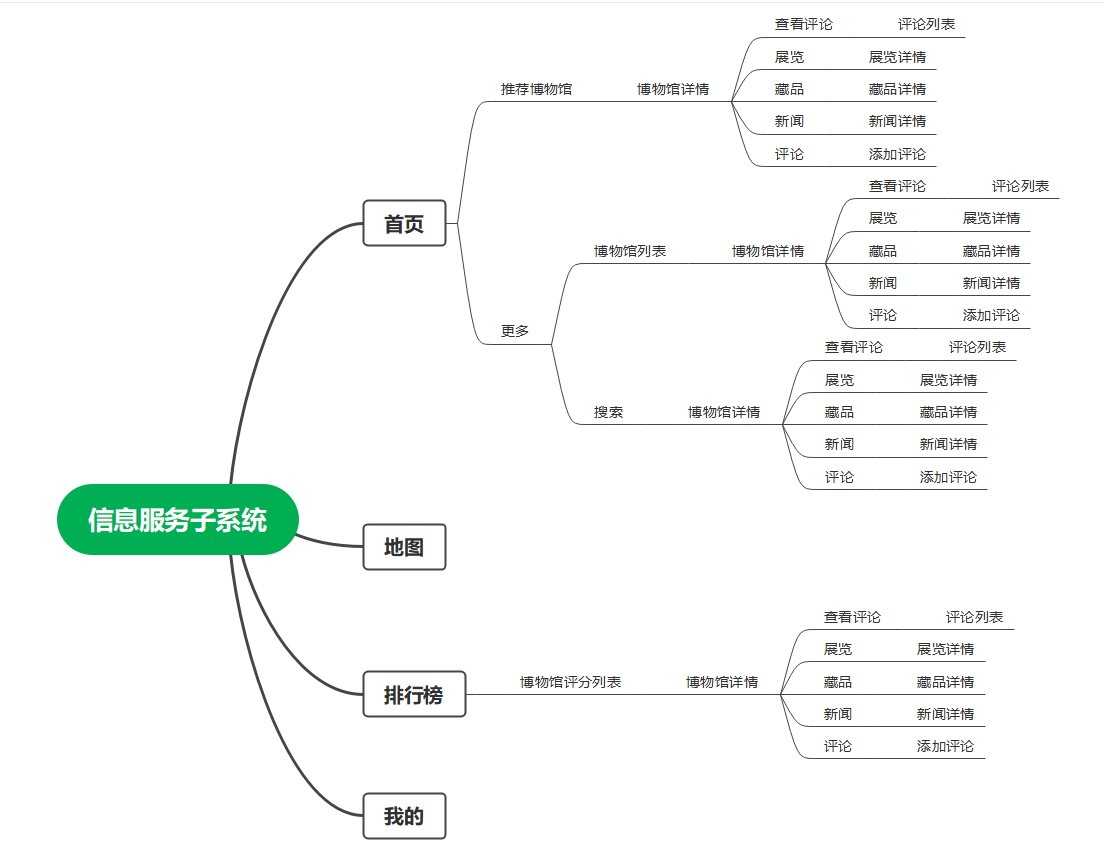 信息服务子系统
首页
推荐博物馆
博物馆详情
查看评论
评论列表
展览
展览详情
藏品
藏品详情
新闻
新闻详情
评论
添加评论
更多
博物馆列表
博物馆详情
查看评论
评论列表
展览
展览详情
藏品
藏品详情
新闻
新闻详情
评论
添加评论
搜索
博物馆详情
查看评论
评论列表
展览
展览详情
藏品
藏品详情
新闻
新闻详情
评论
添加评论
地图
排行榜
博物馆评分列表
博物馆详情
查看评论
评论列表
展览
展览详情
藏品
藏品详情
新闻
新闻详情
评论
添加评论
我的